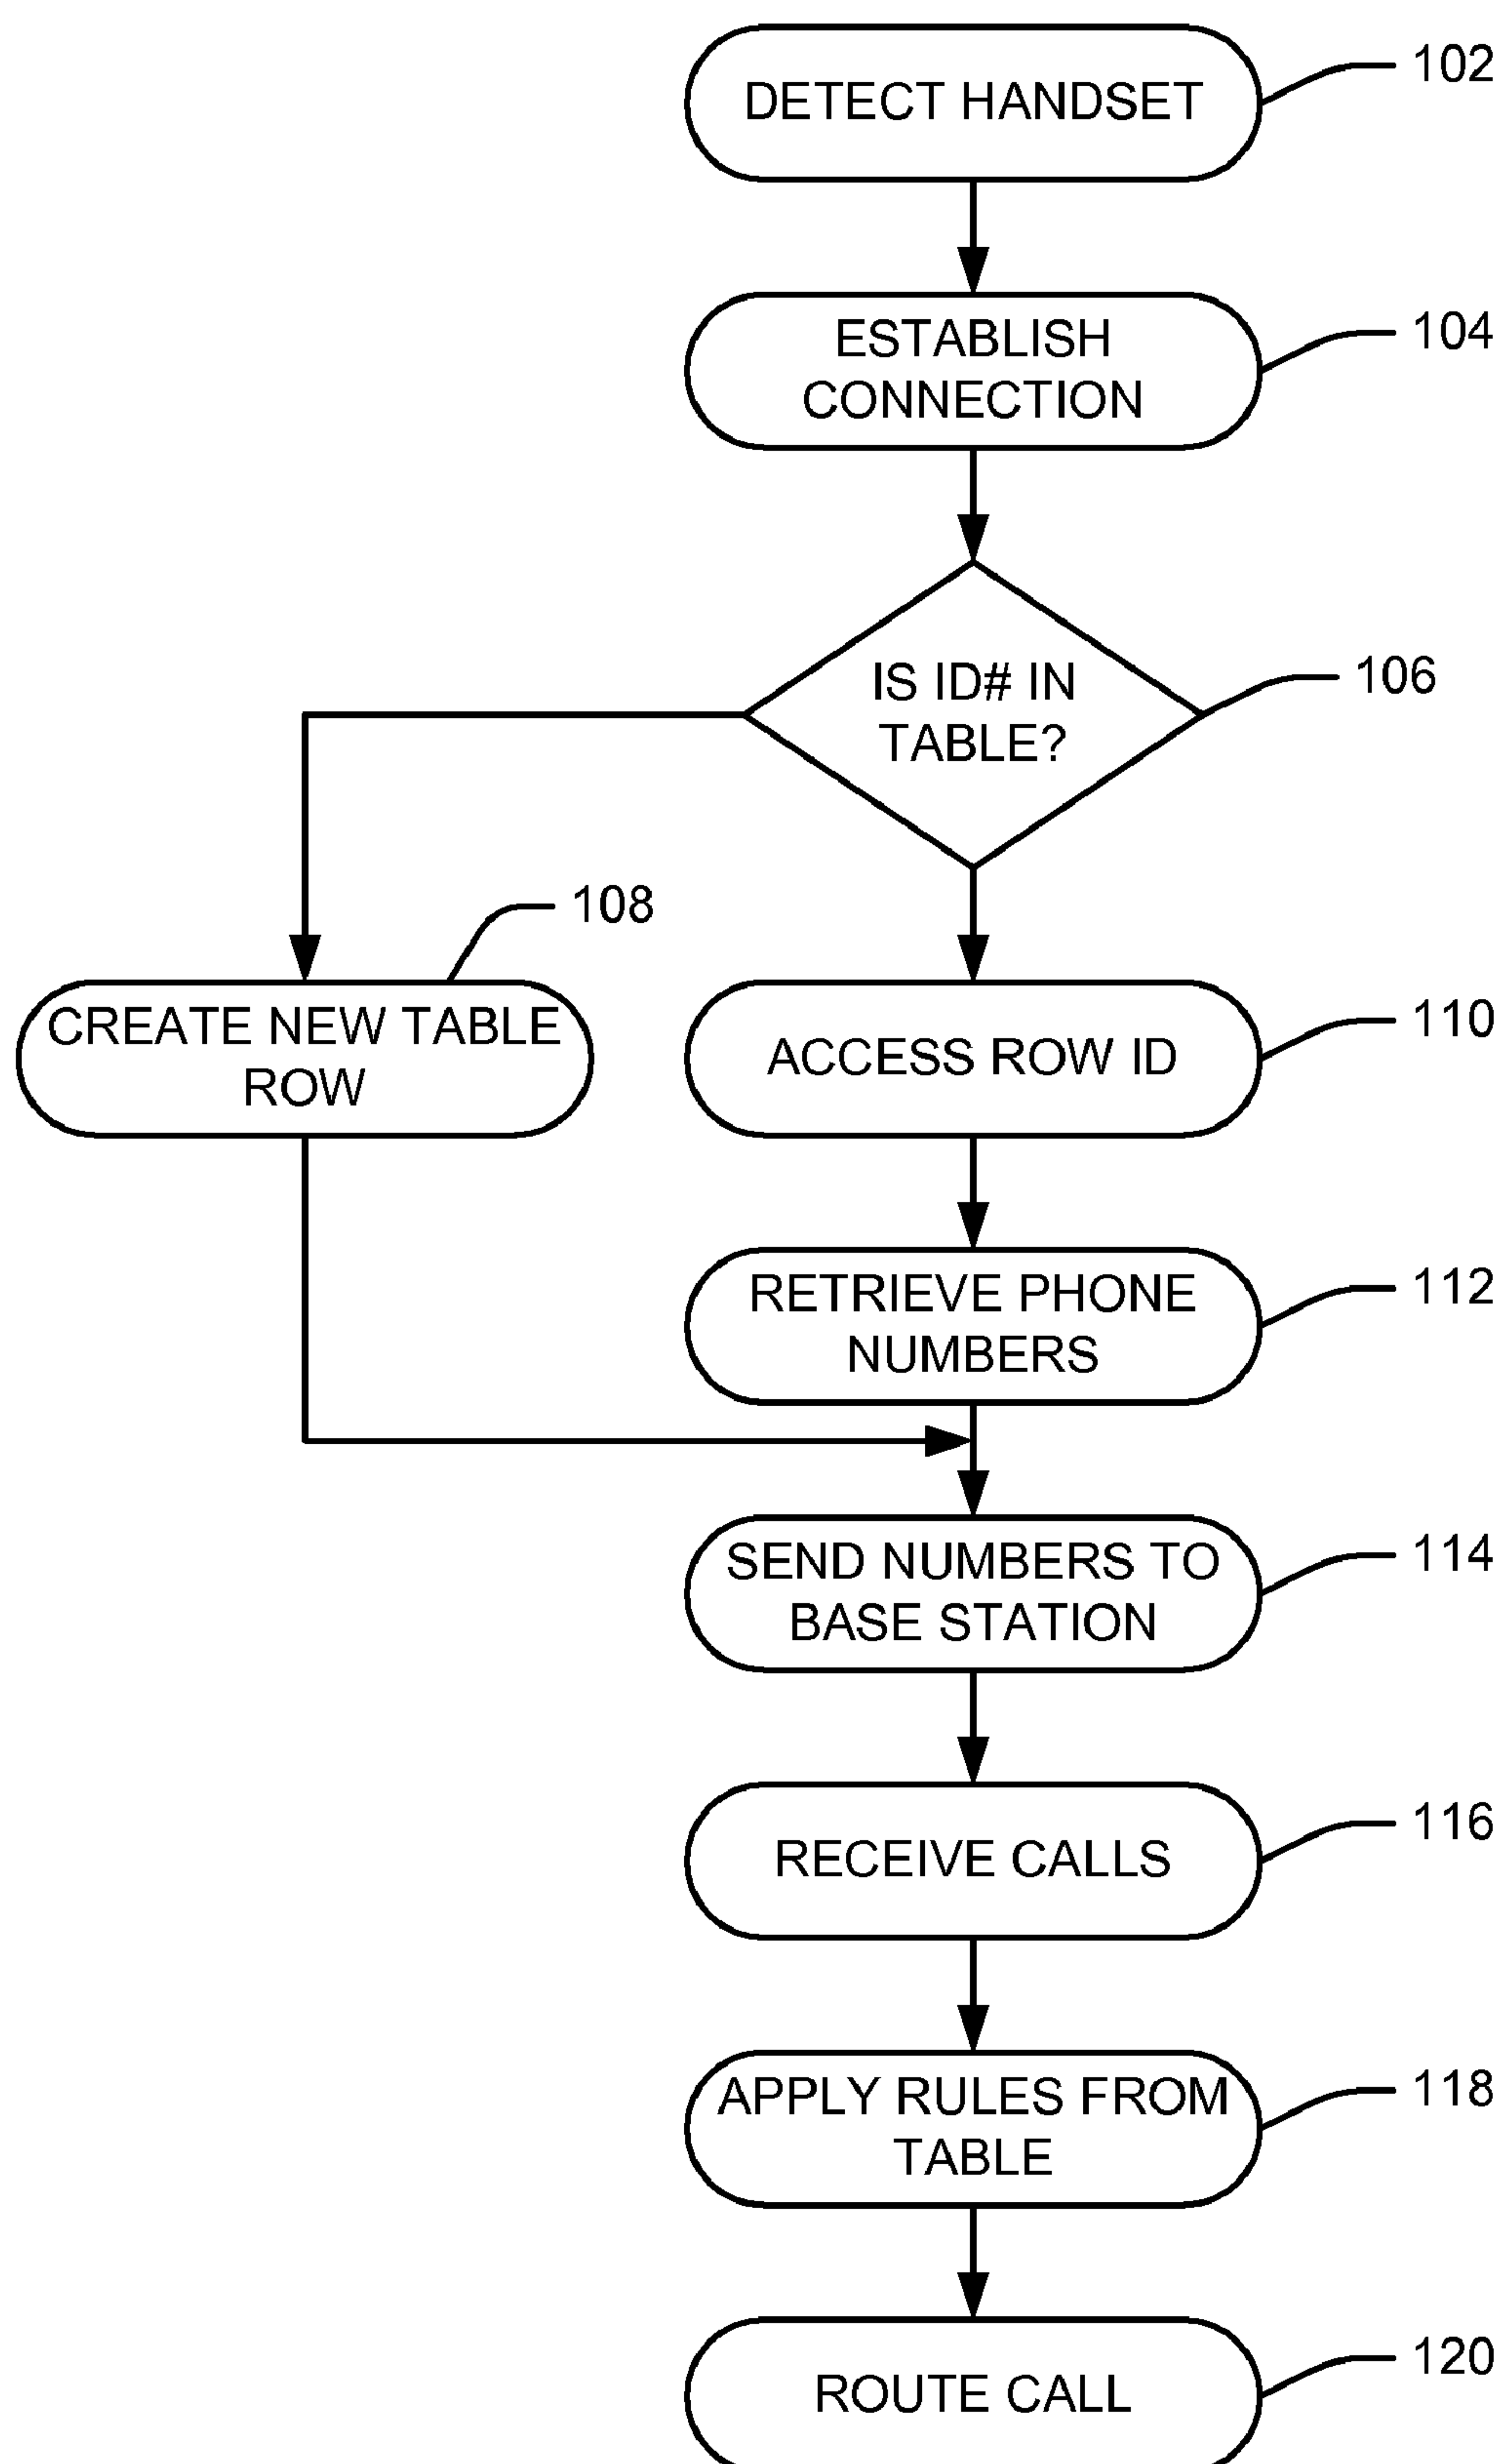 DETECT HANDSET
102
ESTABLISH
CONNECTION
104
IS ID# IN
TABLE?
106
108
CREATE NEW TABLE
ROW
ACCESS ROW ID
110
RETRIEVE PHONE
NUMBERS
112
SEND NUMBERS TO
BASE STATION
114
RECEIVE CALLS
116
APPLY RULES FROM
TABLE
118
ROUTE CALL
120